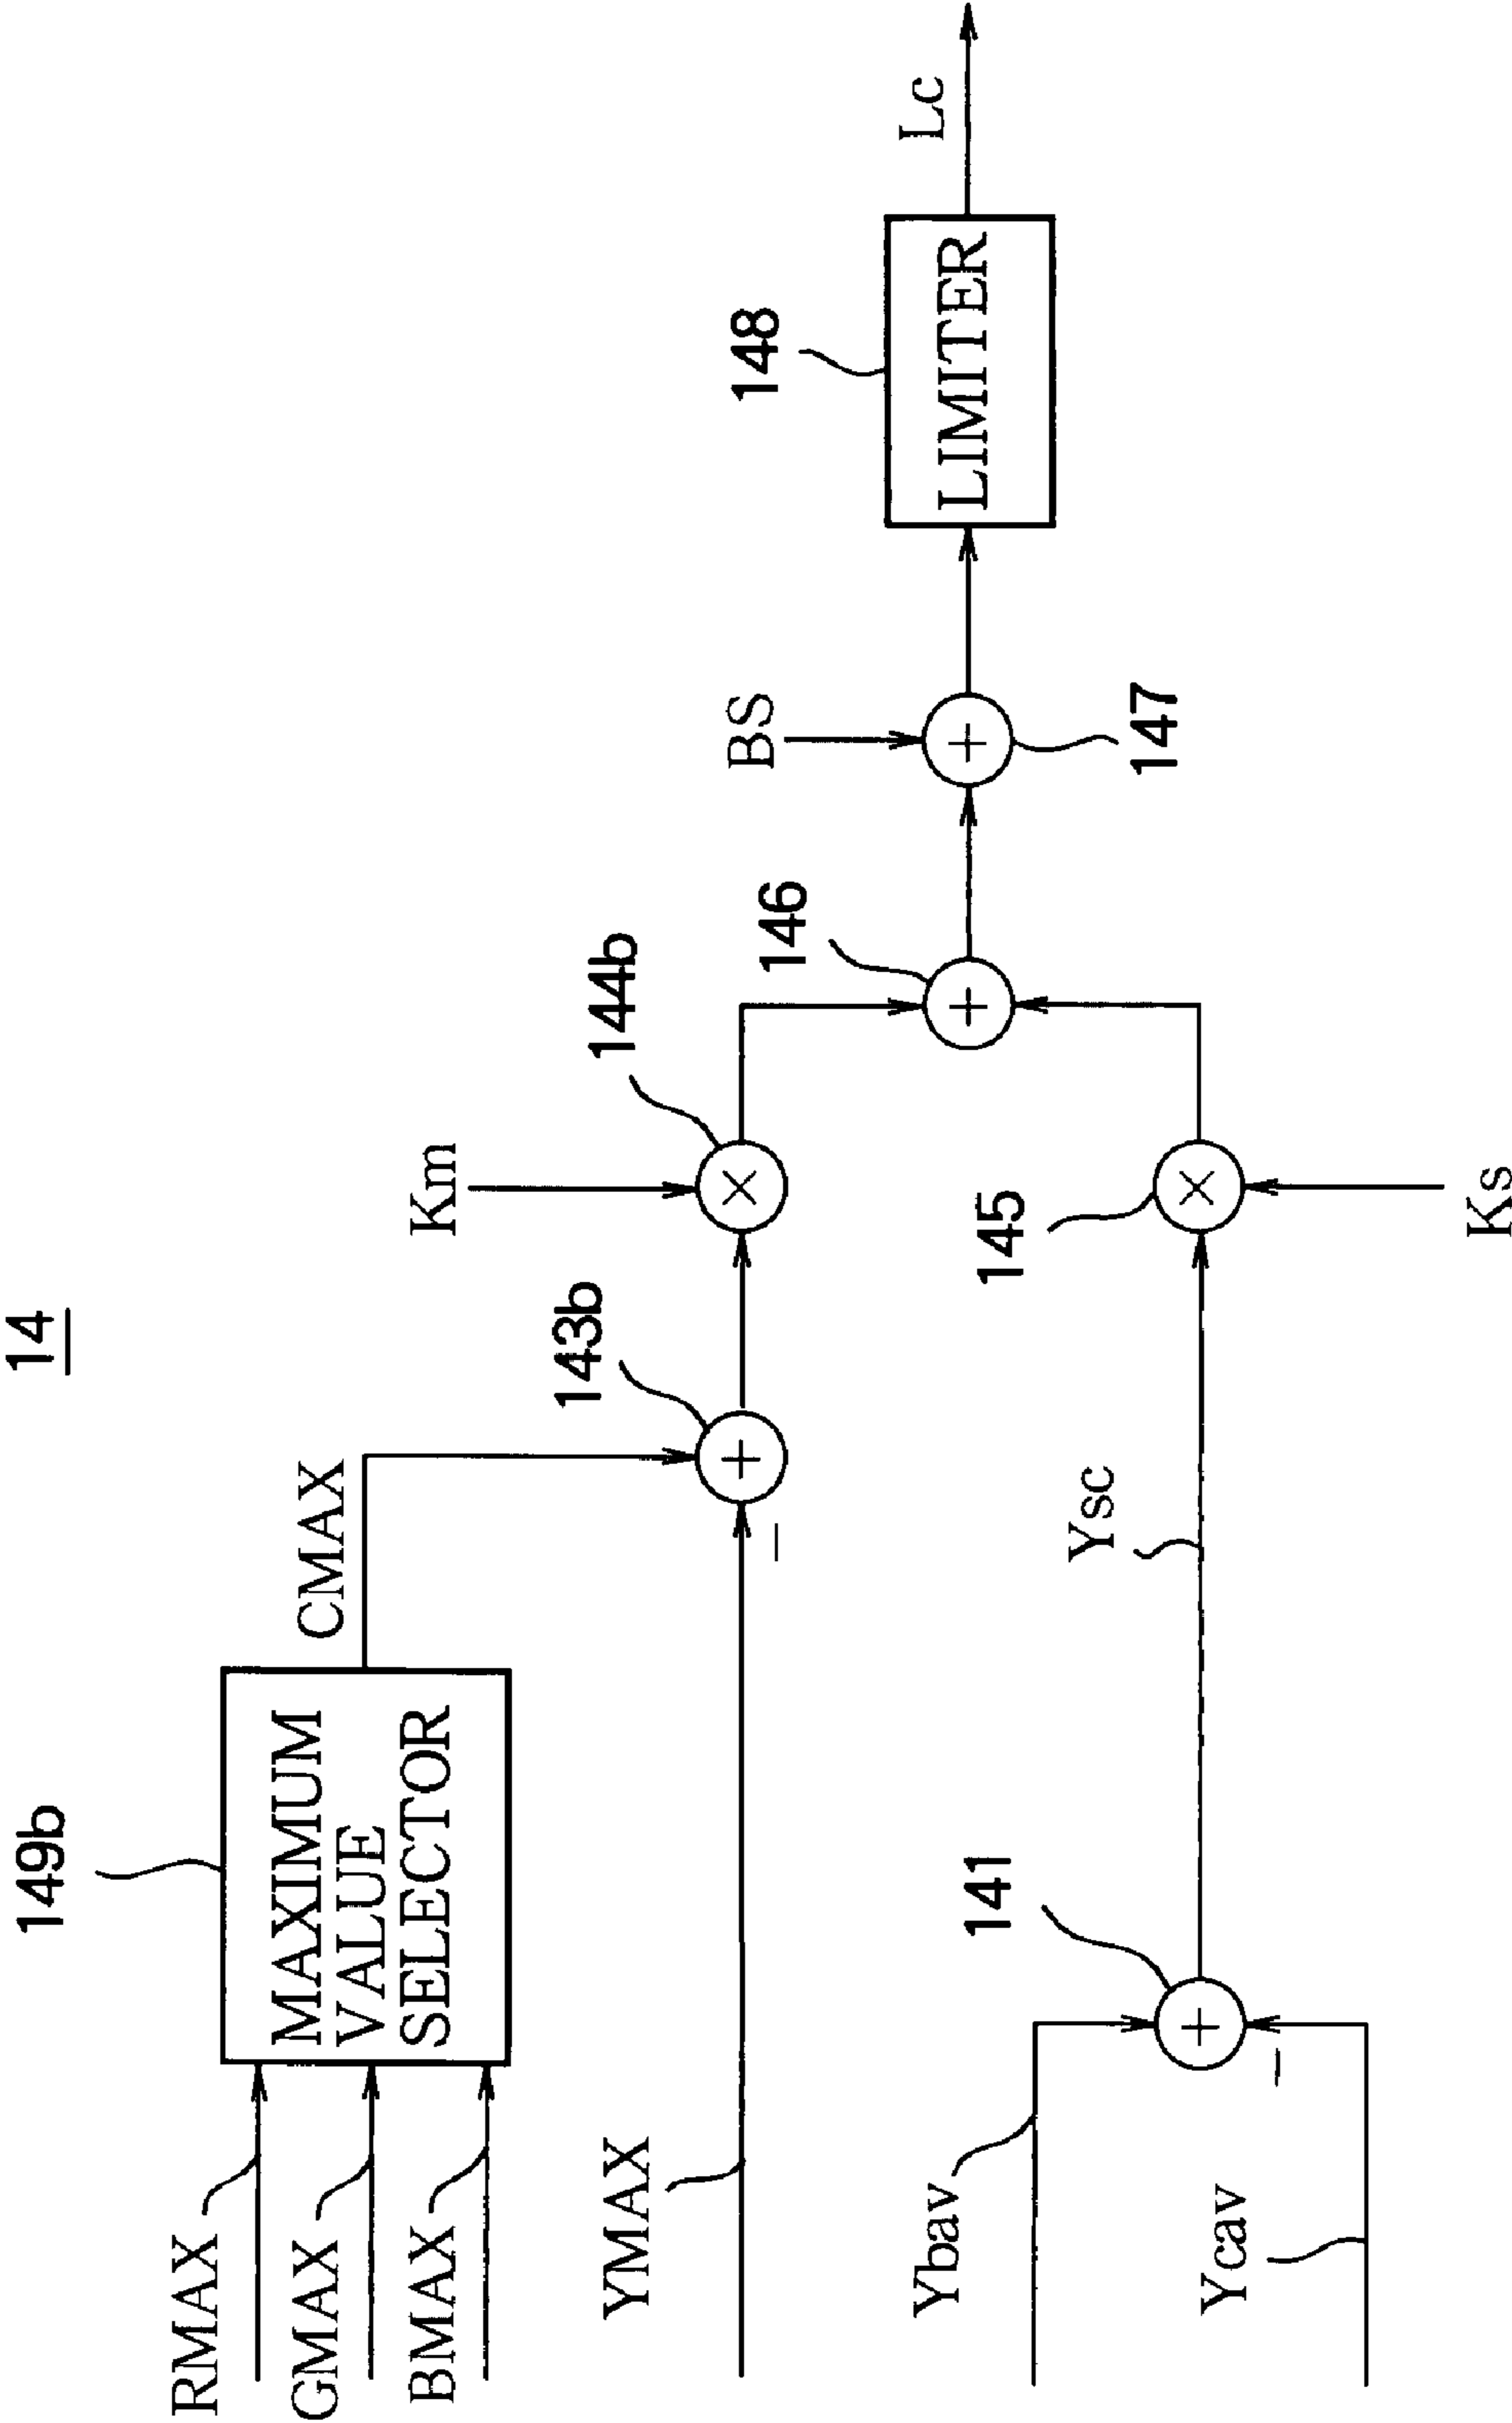 14
149b
RMAX
GMAX
BMAX
MAXIMUM
VALUE
SELECTOR
CMAX
YMAX
−
143b
+
Km
144b
×
146
+
BS
+
147
148
LIMITER
Lc
Ybav
Ycav
141
+
−
Ysc
145
×
Ks